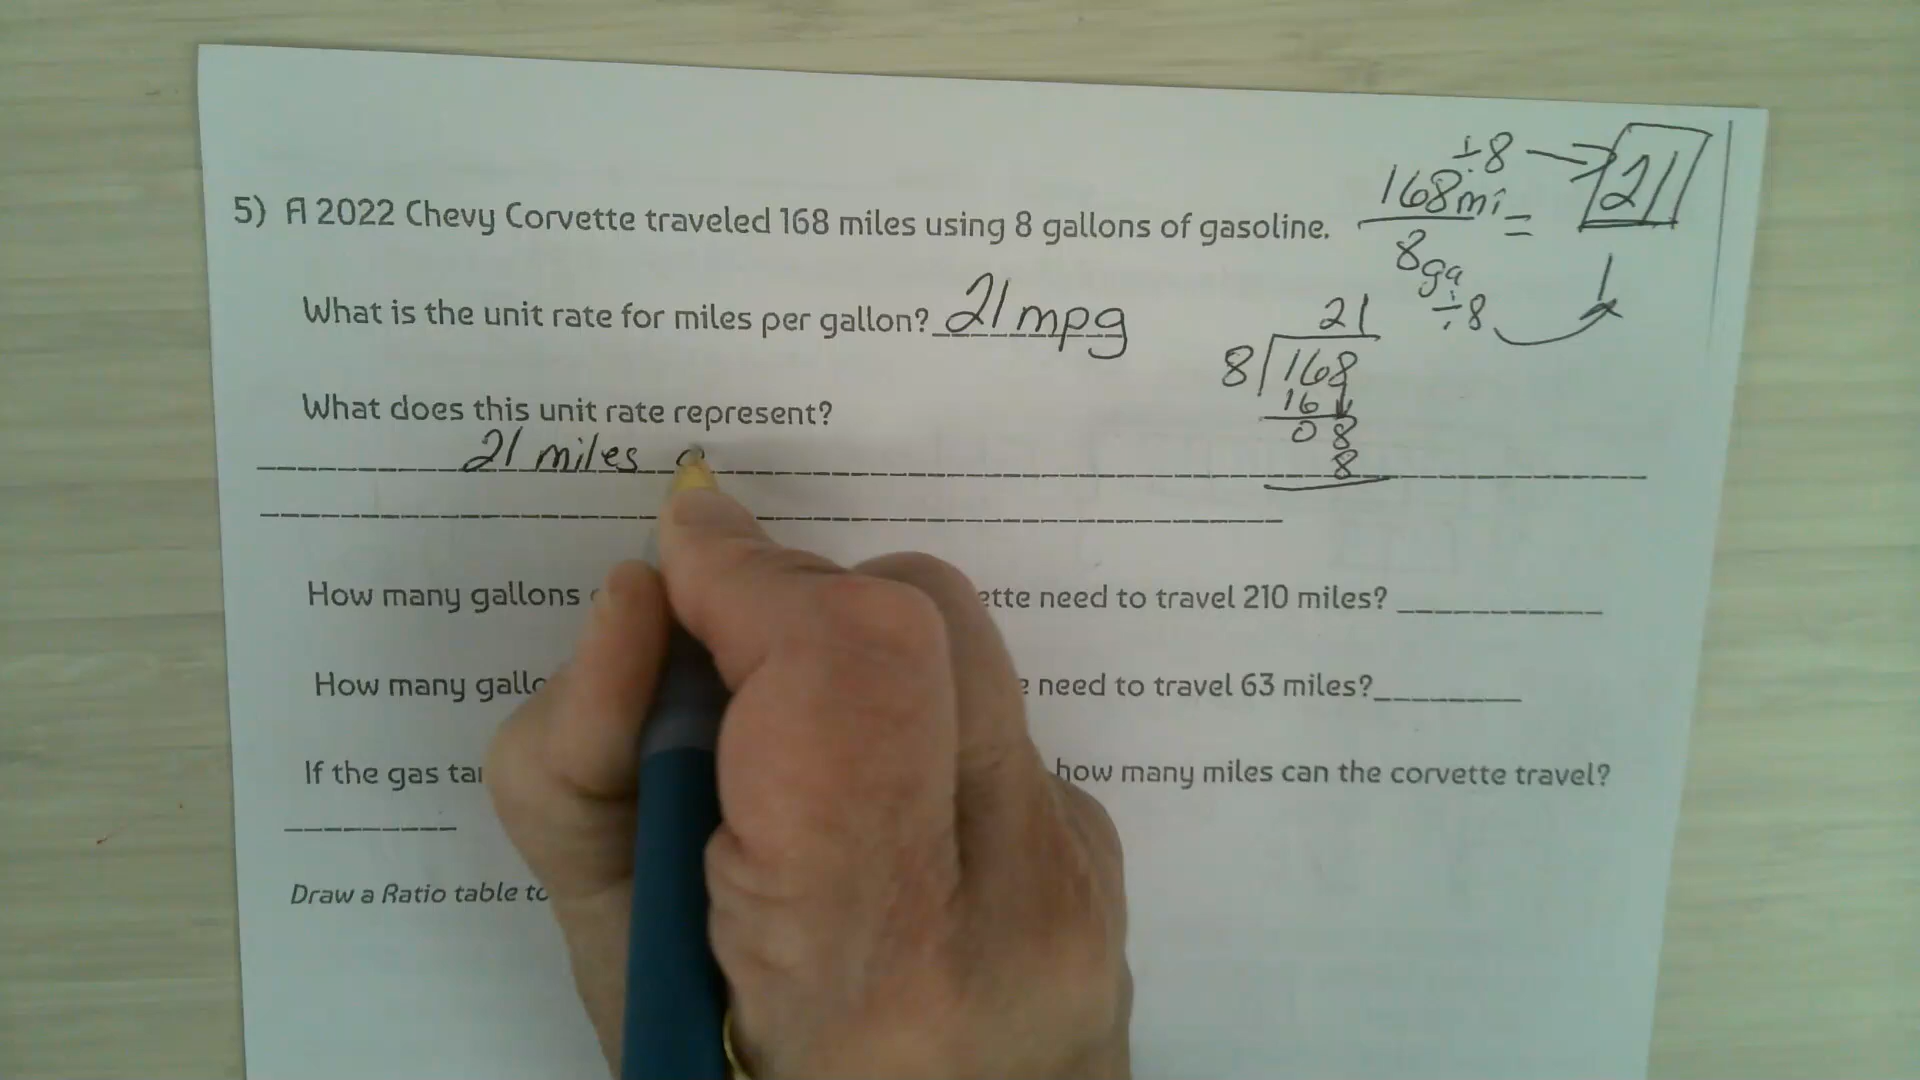 ÷8 → 21
168mi =
5) A 2022 Chevy Corvette traveled 168 miles using 8 gallons of gasoline.
8ga
1
÷8
What is the unit rate for miles per gallon? 21 mpg
21
8 168
16
08
8
What does this unit rate represent?
21 miles
How many gallons
ette need to travel 210 miles?
How many gallo
need to travel 63 miles?
If the gas
how many miles can the corvette travel?
Draw a Ratio table to